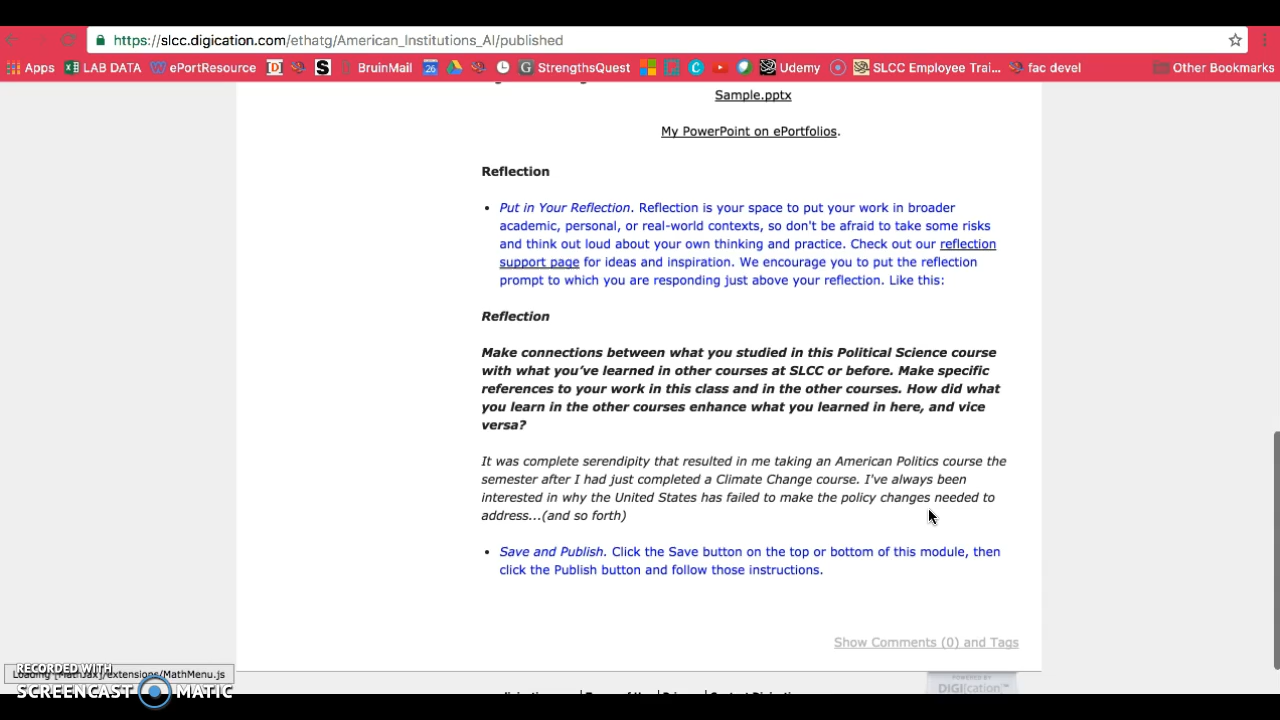 https://slcc.digication.com/ethatg/American_Institutions_AI/published
Apps LAB DATA ePortResource D S BruinMail 26 G StrengthsQuest Udemy SLCC Employee Trai... fac devel Other Bookmarks
Sample.pptx
My PowerPoint on ePortfolios.
Reflection
• Put in Your Reflection. Reflection is your space to put your work in broader
academic, personal, or real-world contexts, so don't be afraid to take some risks
and think out loud about your own thinking and practice. Check out our reflection
support page for ideas and inspiration. We encourage you to put the reflection
prompt to which you are responding just above your reflection. Like this:
Reflection
Make connections between what you studied in this Political Science course
with what you've learned in other courses at SLCC or before. Make specific
references to your work in this class and in the other courses. How did what
you learn in the other courses enhance what you learned in here, and vice
versa?
It was complete serendipity that resulted in me taking an American Politics course the
semester after I had just completed a Climate Change course. I've always been
interested in why the United States has failed to make the policy changes needed to
address...(and so forth)
• Save and Publish. Click the Save button on the top or bottom of this module, then
click the Publish button and follow those instructions.
Show Comments (0) and Tags
RECORDED WITH
Loading [MathJax]/extensions/MathMenu.js
SCREENCAST MATIC
POWERED BY
DIGIcation™